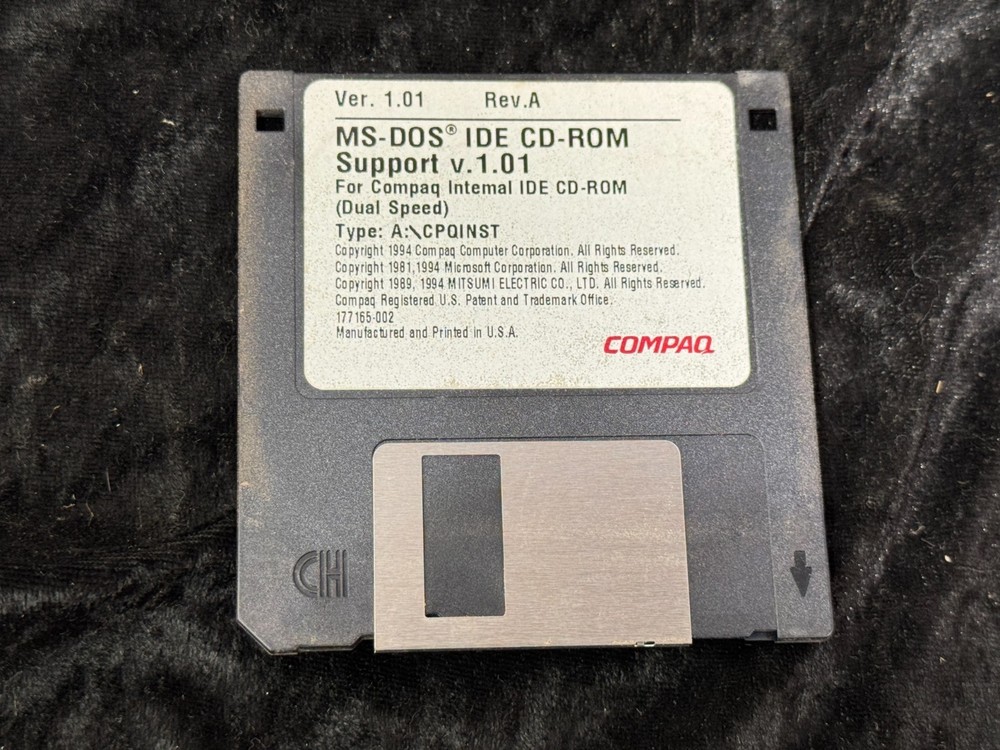 Ver. 1.01 Rev.A
MS-DOS® IDE CD-ROM
Support v.1.01
For Compaq Internal IDE CD-ROM
(Dual Speed)
Type: A:\CPQINST
Copyright 1994 Compaq Computer Corporation. All Rights Reserved.
Copyright 1981,1994 Microsoft Corporation. All Rights Reserved.
Copyright 1989, 1994 MITSUMI ELECTRIC CO., LTD. All Rights Reserved.
Compaq Registered U.S. Patent and Trademark Office.
177165-002
Manufactured and Printed in U.S.A.
COMPAQ
CH